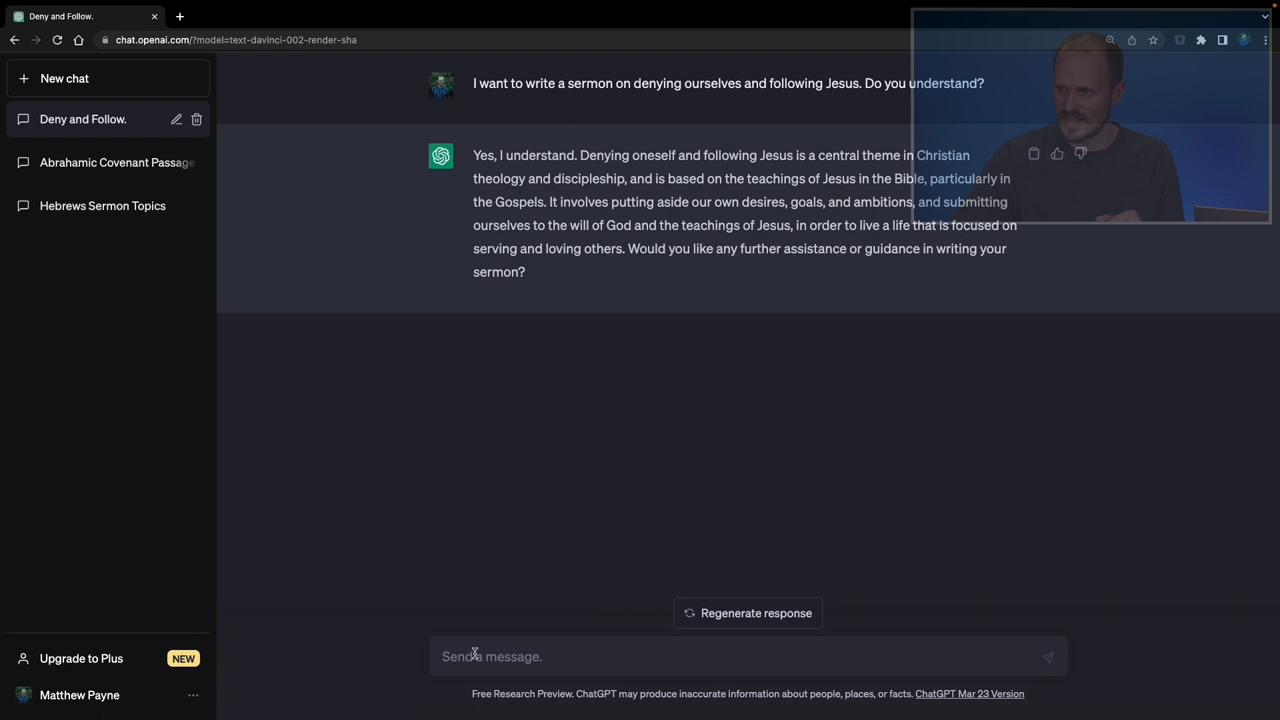 Deny and Follow.
chat.openai.com/?model=text-davinci-002-render-sha
New chat
Deny and Follow.
Abrahamic Covenant Passage
Hebrews Sermon Topics
I want to write a sermon on denying ourselves and following Jesus. Do you understand?
Yes, I understand. Denying oneself and following Jesus is a central theme in Christian
theology and discipleship, and is based on the teachings of Jesus in the Bible, particularly in
the Gospels. It involves putting aside our own desires, goals, and ambitions, and submitting
ourselves to the will of God and the teachings of Jesus, in order to live a life that is focused on
serving and loving others. Would you like any further assistance or guidance in writing your
sermon?
Regenerate response
Send a message.
Free Research Preview. ChatGPT may produce inaccurate information about people, places, or facts. ChatGPT Mar 23 Version
Upgrade to Plus NEW
Matthew Payne